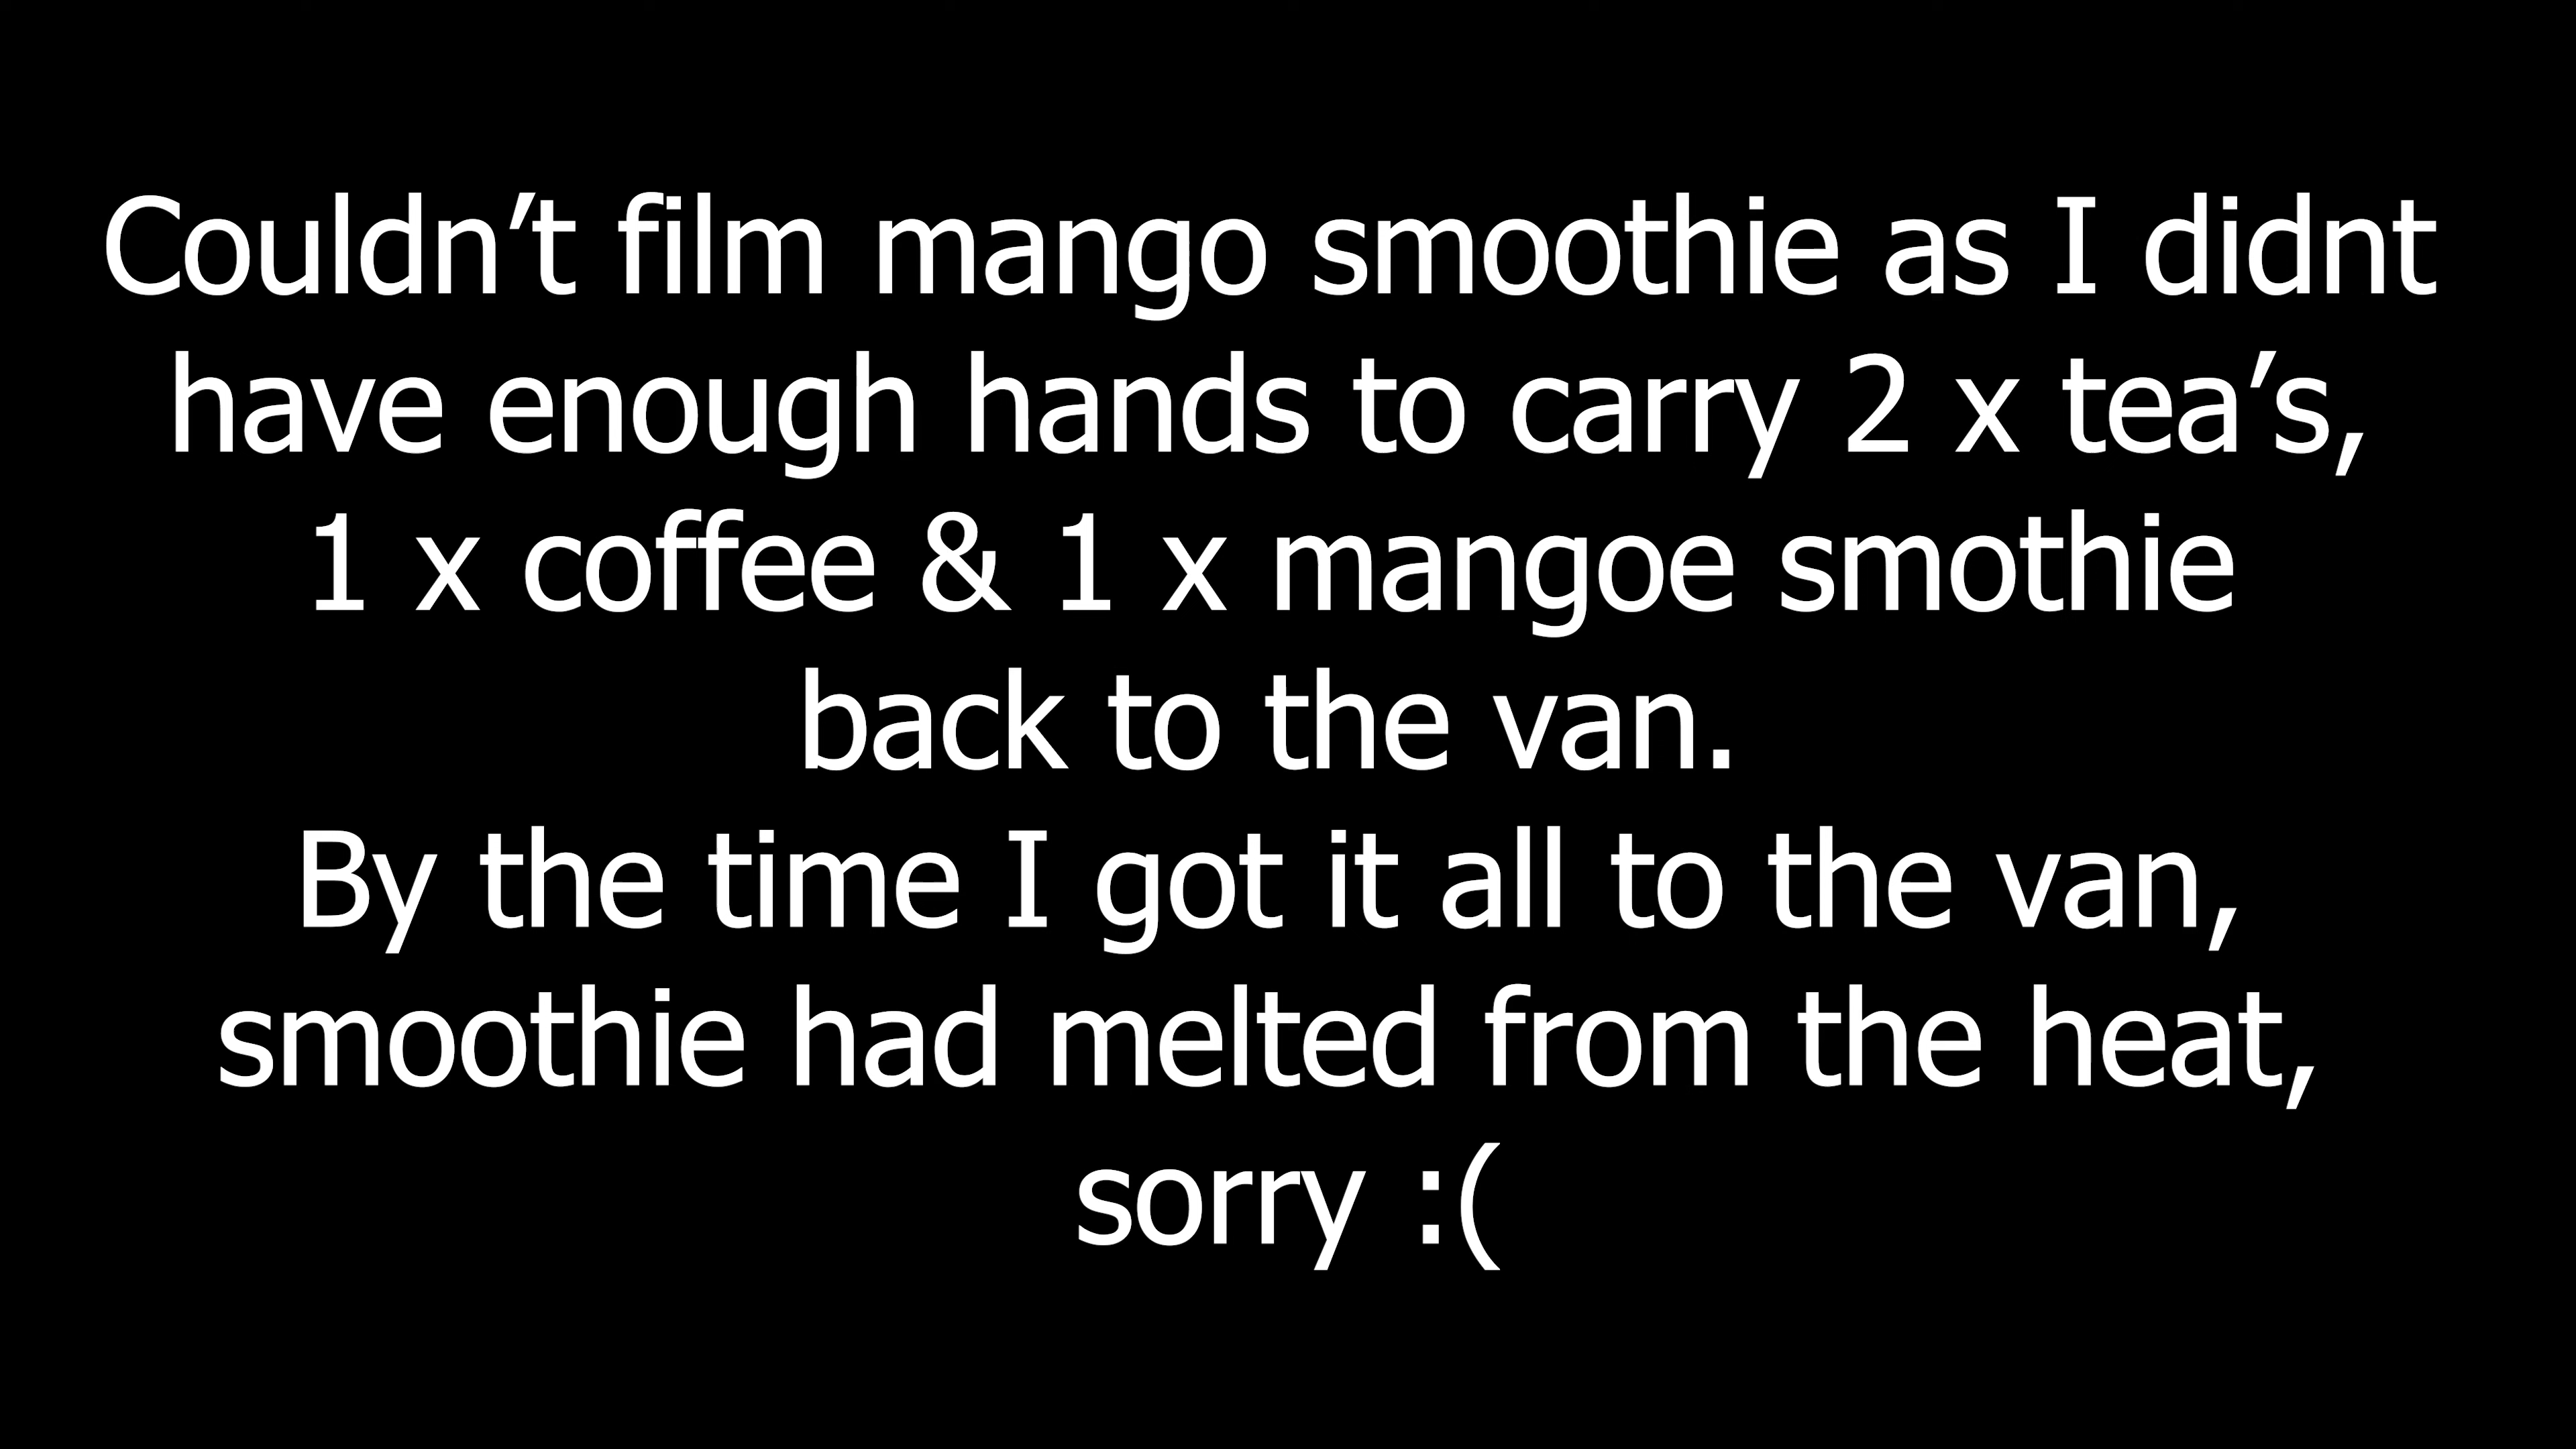 Couldn’t film mango smoothie as I didnt
have enough hands to carry 2 x tea’s,
1 x coffee & 1 x mangoe smothie
back to the van.
By the time I got it all to the van,
smoothie had melted from the heat,
sorry :(